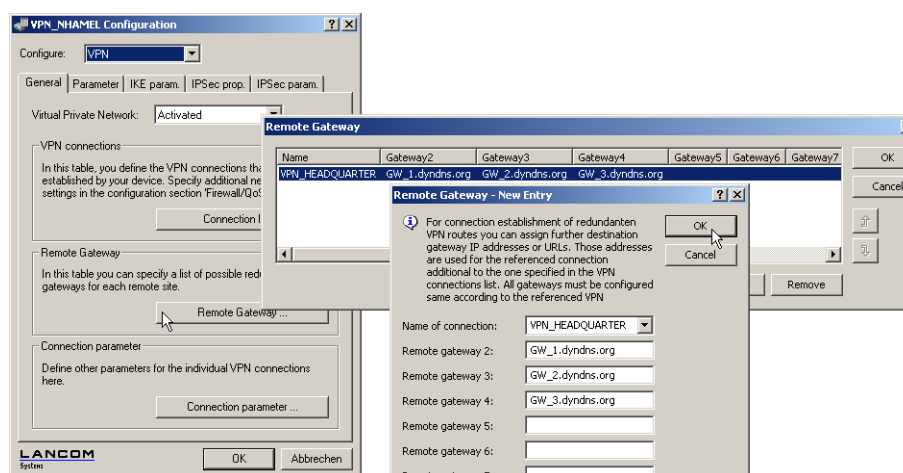 VPN_NHAMEL Configuration
Configure: VPN
General Parameter IKE param. IPSec prop. IPSec param.
Virtual Private Network: Activated
VPN connections
In this table, you define the VPN connections
established by your device. Specify additional
settings in the configuration section 'Firewall/QoS
Connection
Remote Gateway
In this table you can specify a list of possible
gateways for each remote site.
Remote Gateway ...
Connection parameter
Define other parameters for the individual VPN connections
here.
Connection parameter ...
LANCOM
Systems
OK Abbrechen
Remote Gateway
Name Gateway2 Gateway3 Gateway4 Gateway5 Gateway6 Gateway7
VPN_HEADQUARTER GW_1.dyndns.org GW_2.dyndns.org GW_3.dyndns.org
OK
Cancel
Remove
Remote Gateway - New Entry
For connection establishment of redundanten
VPN routes you can assign further destination
gateway IP addresses or URLs. Those addresses
are used for the referenced connection
additional to the one specified in the VPN
connections list. All gateways must be configured
same according to the referenced VPN
OK
Cancel
Name of connection: VPN_HEADQUARTER
Remote gateway 2: GW_1.dyndns.org
Remote gateway 3: GW_2.dyndns.org
Remote gateway 4: GW_3.dyndns.org
Remote gateway 5:
Remote gateway 6: